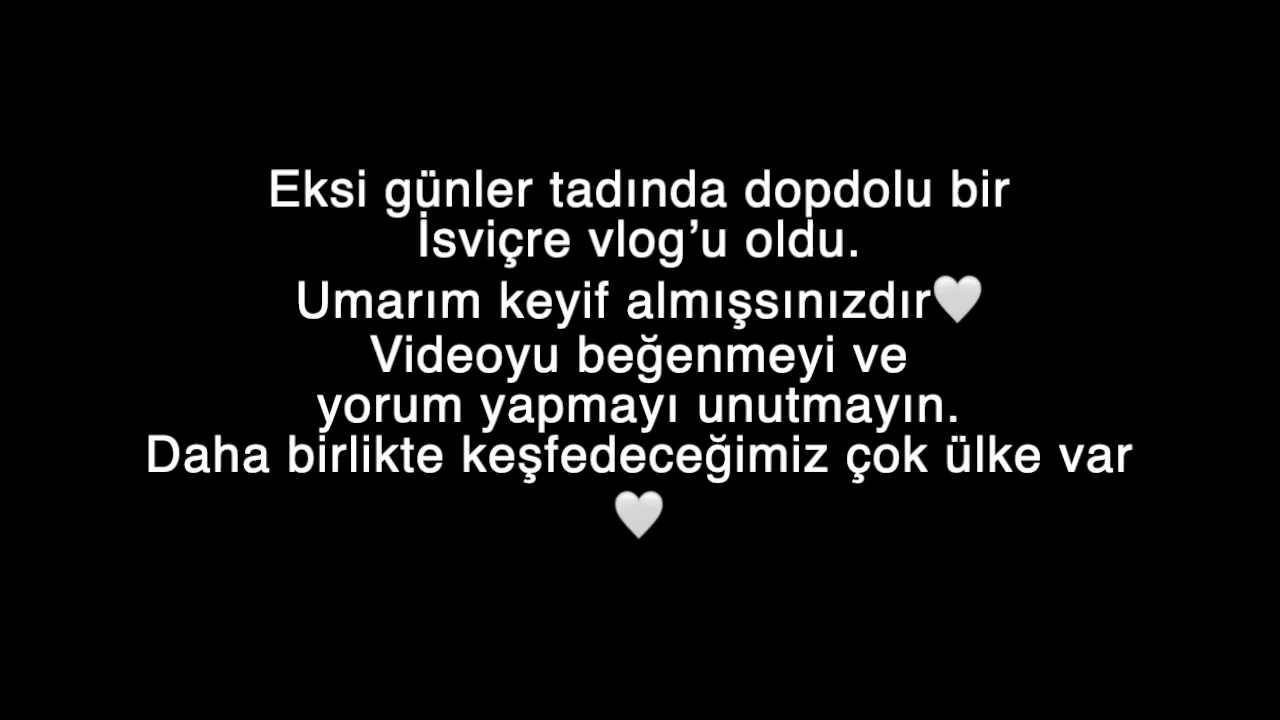 Eksi günler tadında dopdolu bir
İsviçre vlog’u oldu.
Umarım keyif almışsınızdır🤍
Videoyu beğenmeyi ve
yorum yapmayı unutmayın.
Daha birlikte keşfedeceğimiz çok ülke var
🤍